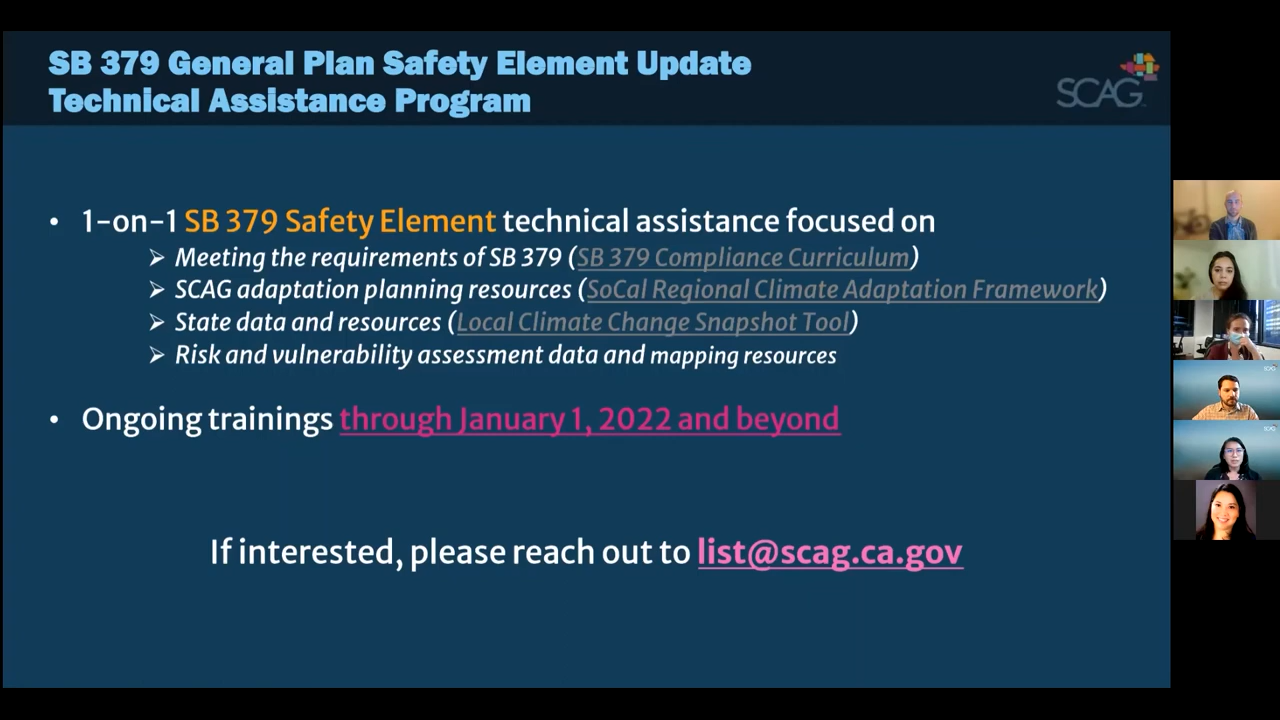 SB 379 General Plan Safety Element Update
Technical Assistance Program
SCAG
• 1-on-1 SB 379 Safety Element technical assistance focused on
➢ Meeting the requirements of SB 379 (SB 379 Compliance Curriculum)
➢ SCAG adaptation planning resources (SoCal Regional Climate Adaptation Framework)
➢ State data and resources (Local Climate Change Snapshot Tool)
➢ Risk and vulnerability assessment data and mapping resources
• Ongoing trainings through January 1, 2022 and beyond
If interested, please reach out to list@scag.ca.gov
SCAG
SCAG